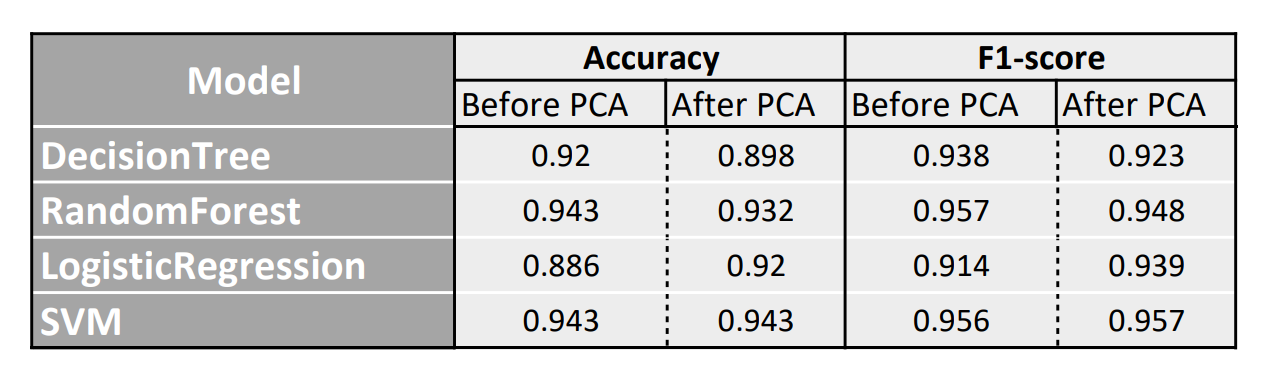 Model Accuracy F1-score
Before PCA After PCA Before PCA After PCA
DecisionTree 0.92 0.898 0.938 0.923
RandomForest 0.943 0.932 0.957 0.948
LogisticRegression 0.886 0.92 0.914 0.939
SVM 0.943 0.943 0.956 0.957